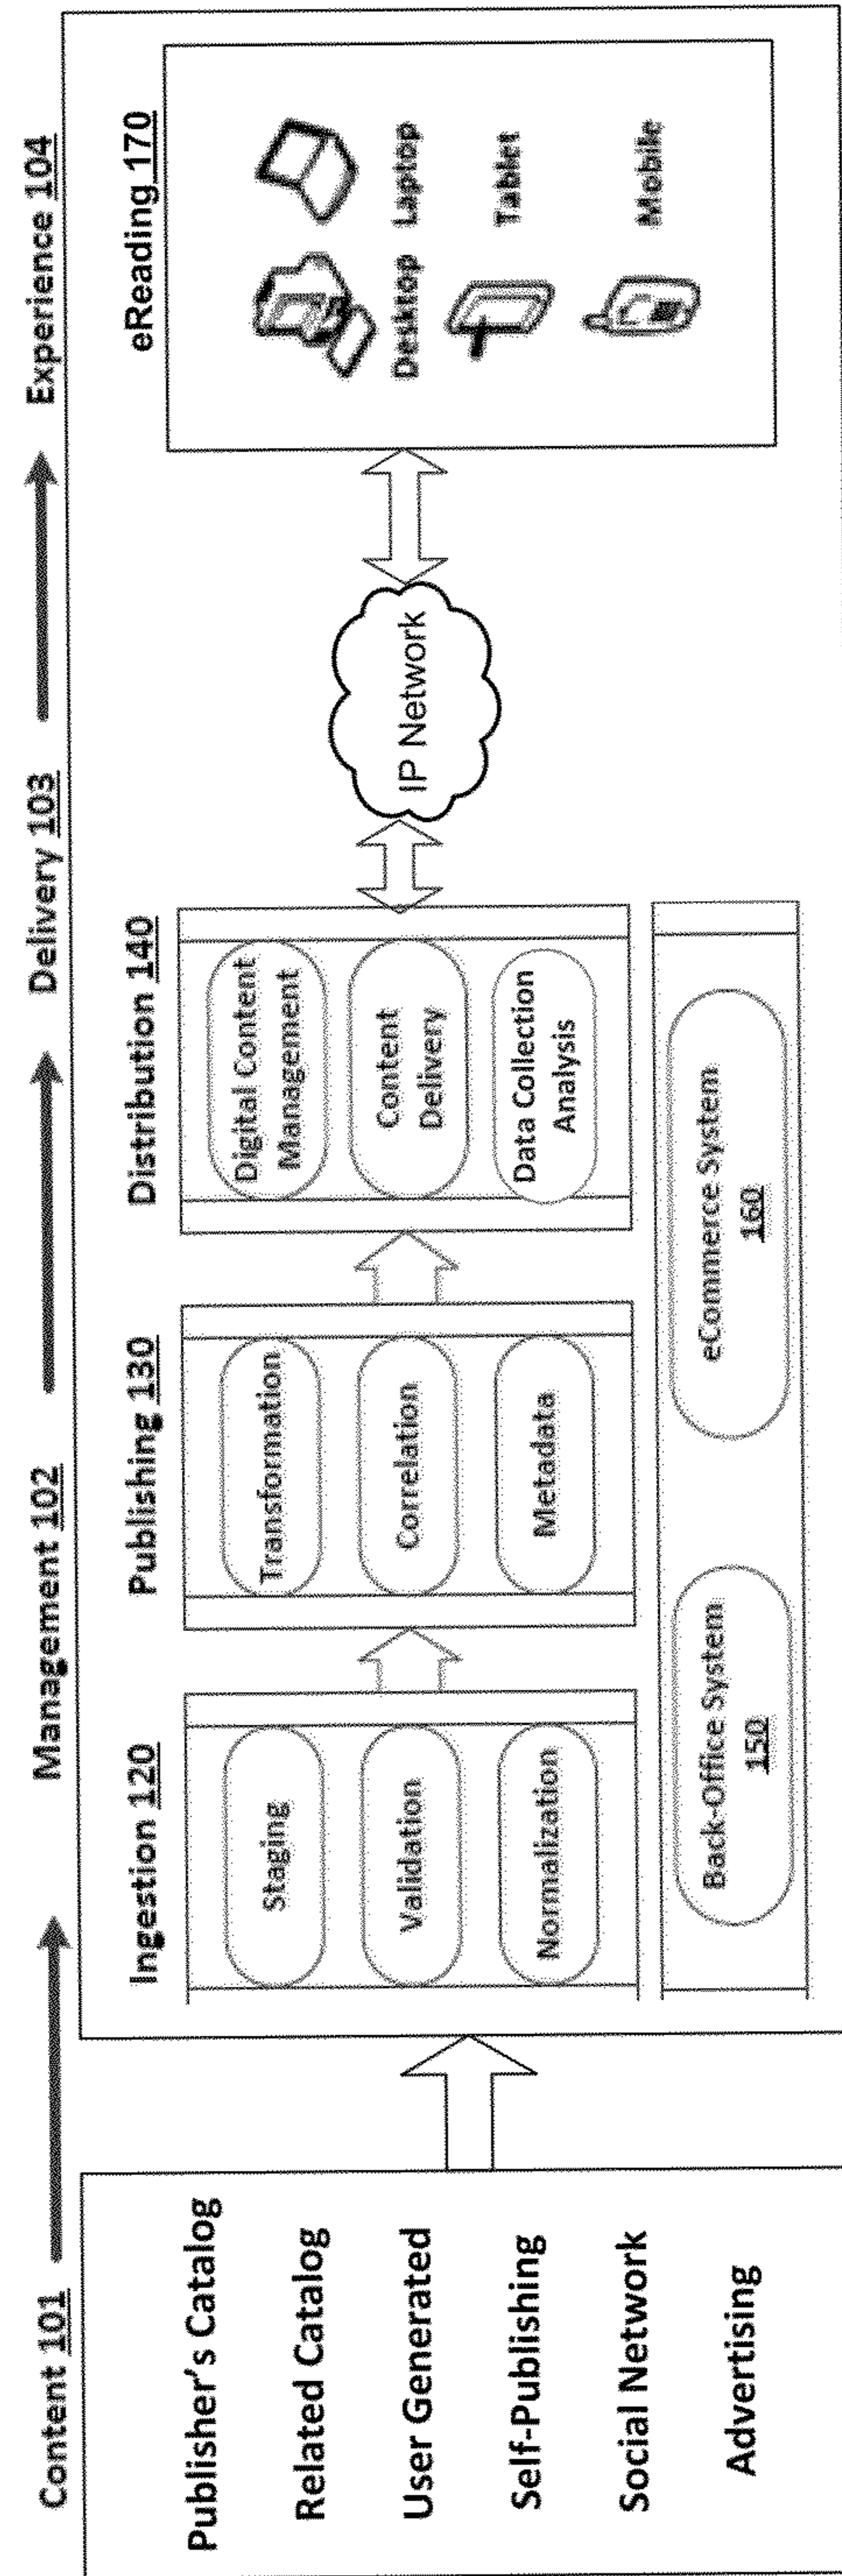 Content 101
Management 102
Delivery 103
Experience 104
Publisher's Catalog
Related Catalog
User Generated
Self-Publishing
Social Network
Advertising
Ingestion 120
Staging
Validation
Normalization
Publishing 130
Transformation
Correlation
Metadata
Distribution 140
Digital Content
Management
Content
Delivery
Data Collection
Analysis
Back-Office System
150
eCommerce System
160
IP Network
eReading 170
Desktop
Laptop
Tablet
Mobile